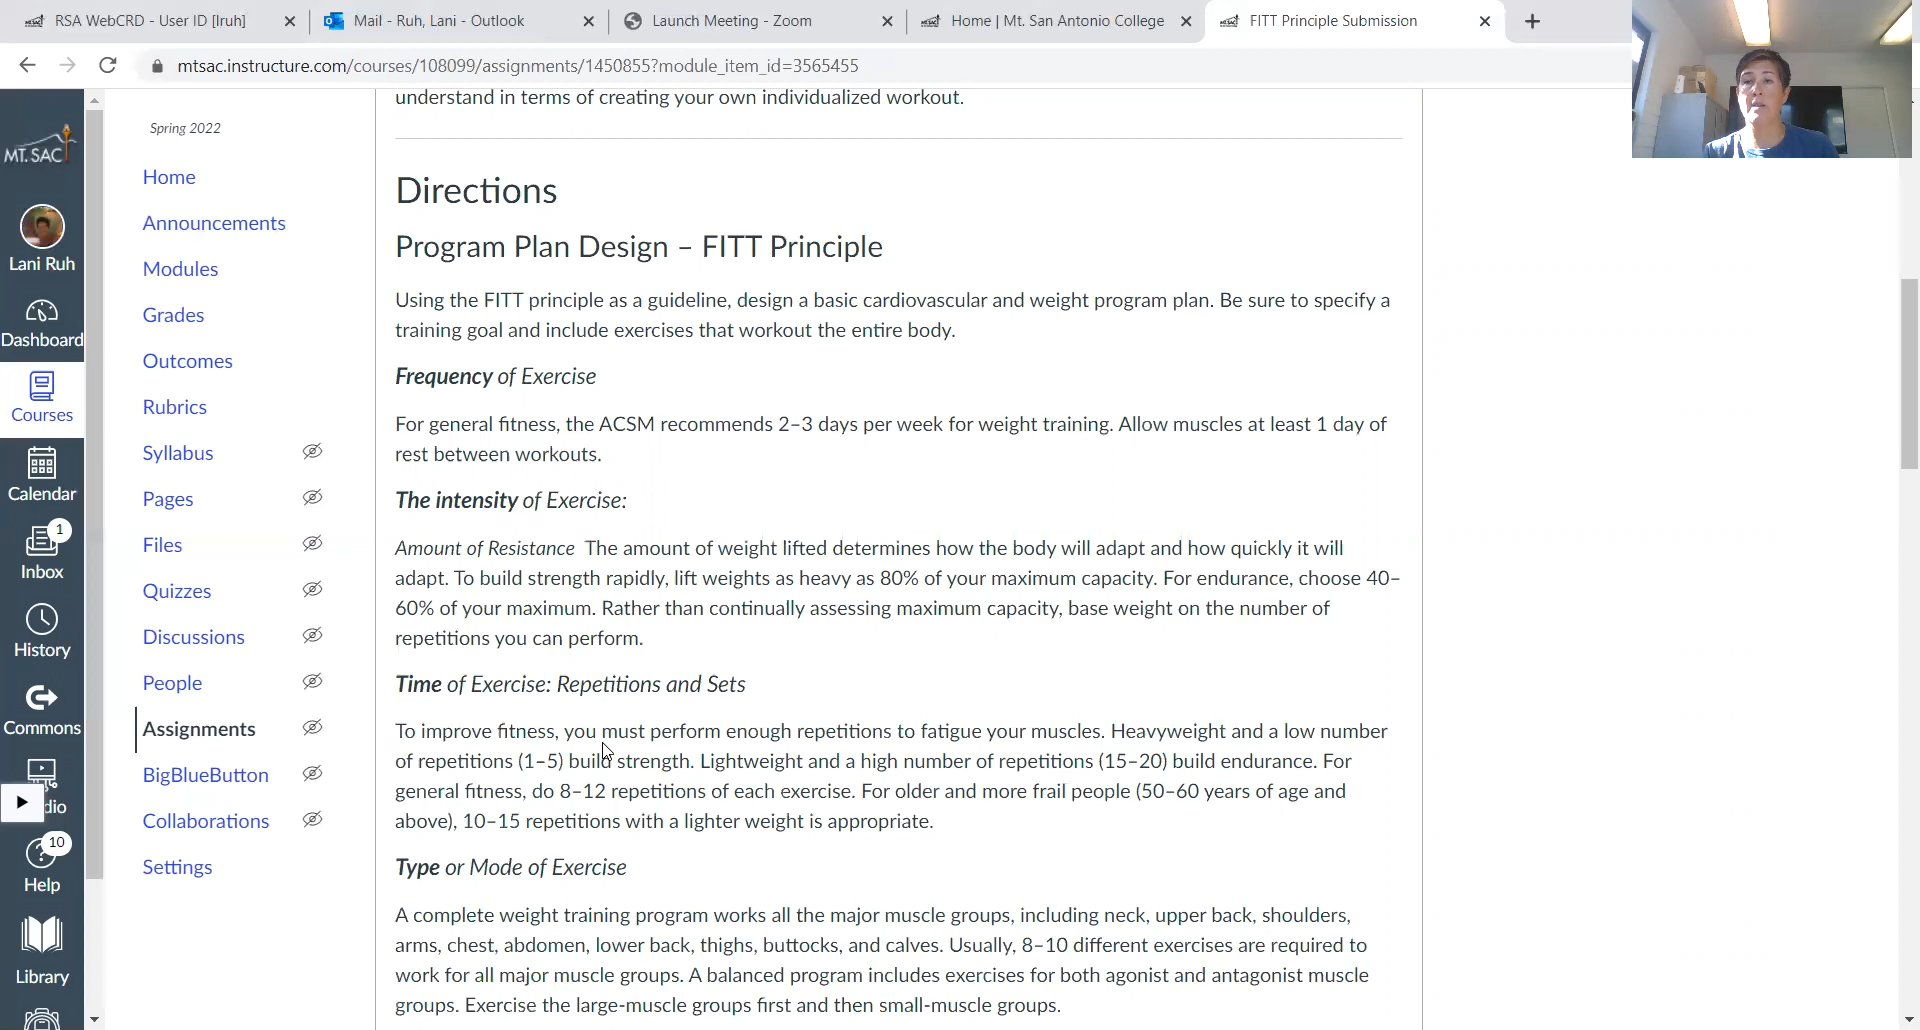 RSA WebCRD - User ID [lruh]
Mail - Ruh, Lani - Outlook
Launch Meeting - Zoom
Home | Mt. San Antonio College
FITT Principle Submission
mtsac.instructure.com/courses/108099/assignments/1450855?module_item_id=3565455
MT. SAC
Lani Ruh
Dashboard
Courses
Calendar
1
Inbox
History
Commons
dio
10
Help
Library
Spring 2022
Home
Announcements
Modules
Grades
Outcomes
Rubrics
Syllabus
Pages
Files
Quizzes
Discussions
People
Assignments
BigBlueButton
Collaborations
Settings
understand in terms of creating your own individualized workout.
Directions
Program Plan Design – FITT Principle
Using the FITT principle as a guideline, design a basic cardiovascular and weight program plan. Be sure to specify a
training goal and include exercises that workout the entire body.
Frequency of Exercise
For general fitness, the ACSM recommends 2–3 days per week for weight training. Allow muscles at least 1 day of
rest between workouts.
The intensity of Exercise:
Amount of Resistance The amount of weight lifted determines how the body will adapt and how quickly it will
adapt. To build strength rapidly, lift weights as heavy as 80% of your maximum capacity. For endurance, choose 40–
60% of your maximum. Rather than continually assessing maximum capacity, base weight on the number of
repetitions you can perform.
Time of Exercise: Repetitions and Sets
To improve fitness, you must perform enough repetitions to fatigue your muscles. Heavyweight and a low number
of repetitions (1–5) build strength. Lightweight and a high number of repetitions (15–20) build endurance. For
general fitness, do 8–12 repetitions of each exercise. For older and more frail people (50–60 years of age and
above), 10–15 repetitions with a lighter weight is appropriate.
Type or Mode of Exercise
A complete weight training program works all the major muscle groups, including neck, upper back, shoulders,
arms, chest, abdomen, lower back, thighs, buttocks, and calves. Usually, 8–10 different exercises are required to
work for all major muscle groups. A balanced program includes exercises for both agonist and antagonist muscle
groups. Exercise the large-muscle groups first and then small-muscle groups.